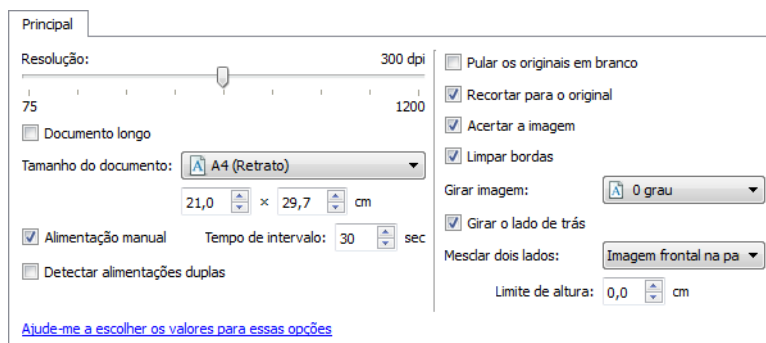 Principal
Resolução: 300 dpi
75 1200
Documento longo
Tamanho do documento: A4 (Retrato)
21,0 × 29,7 cm
Alimentação manual Tempo de intervalo: 30 sec
Detectar alimentações duplas
Ajude-me a escolher os valores para essas opções
Pular os originais em branco
Recortar para o original
Acertar a imagem
Limpar bordas
Girar imagem: 0 grau
Girar o lado de trás
Mesclar dois lados: Imagem frontal na pa
Limite de altura: 0,0 cm